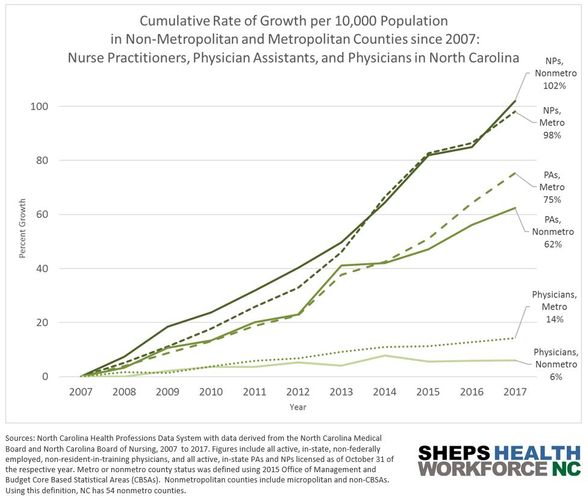 Cumulative Rate of Growth per 10,000 Population
in Non-Metropolitan and Metropolitan Counties since 2007:
Nurse Practitioners, Physician Assistants, and Physicians in North Carolina
NPs,
Nonmetro
102%
NPs,
Metro
98%
PAs,
Metro
75%
PAs,
Nonmetro
62%
Physicians,
Metro
14%
Physicians,
Nonmetro
6%
Percent Growth
100
80
60
40
20
0
2007 2008 2009 2010 2011 2012 2013 2014 2015 2016 2017
Year
Sources: North Carolina Health Professions Data System with data derived from the North Carolina Medical
Board and North Carolina Board of Nursing, 2007 to 2017. Figures include all active, in-state, non-federally
employed, non-resident-in-training physicians, and all active, in-state PAs and NPs licensed as of October 31 of
the respective year. Metro or nonmetro county status was defined using 2015 Office of Management and
Budget Core Based Statistical Areas (CBSAs). Nonmetropolitan counties include micropolitan and non-CBSAs.
Using this definition, NC has 54 nonmetro counties.
SHEPS HEALTH
WORKFORCE NC